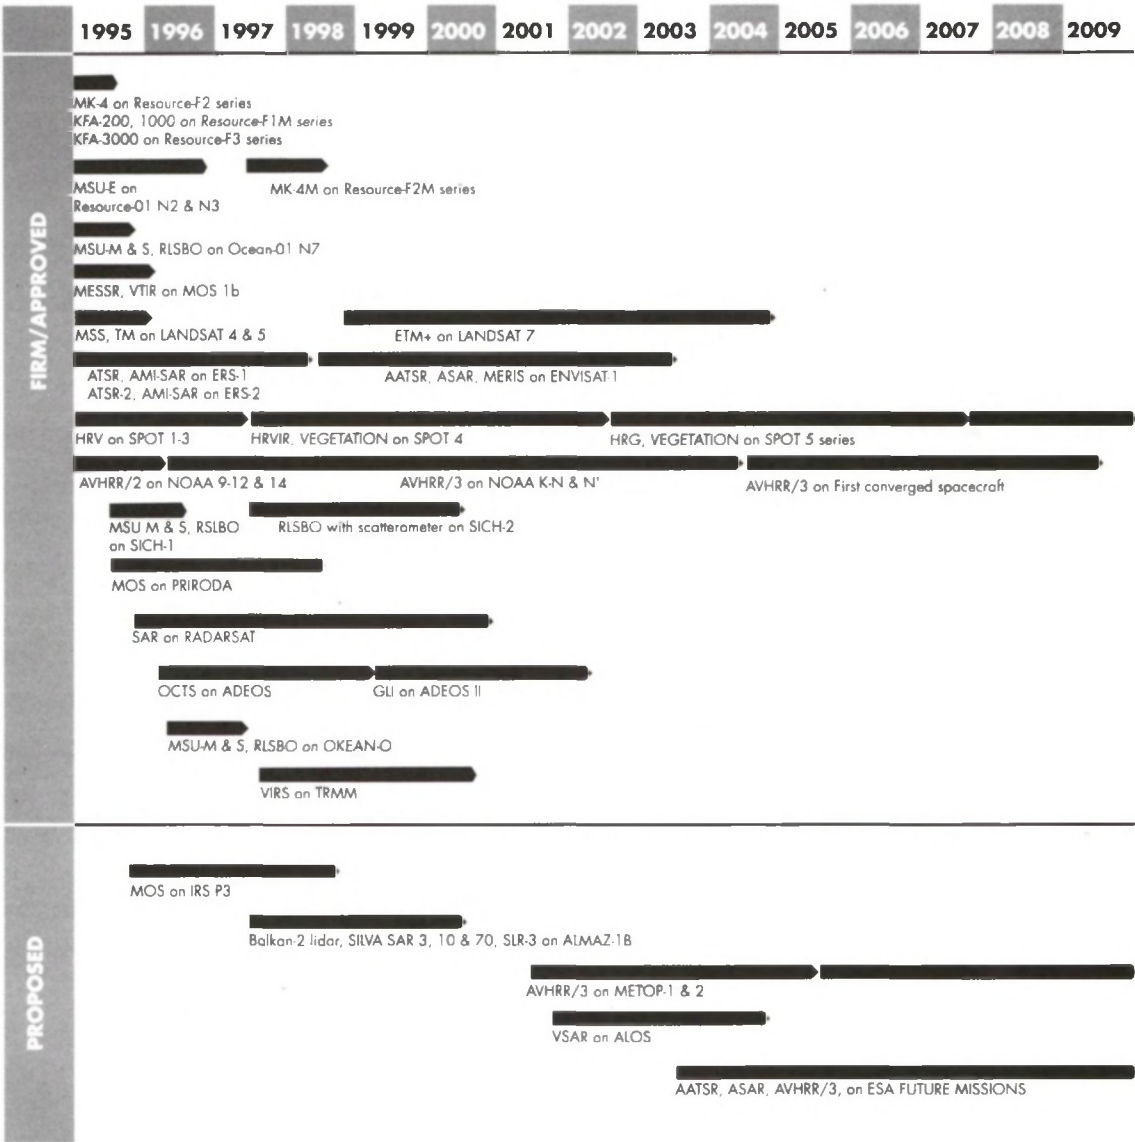 1995 1996 1997 1998 1999 2000 2001 2002 2003 2004 2005 2006 2007 2008 2009
FIRM/APPROVED
MK-4 on Resource-F2 series
KFA-200, 1000 on Resource-F1M series
KFA-3000 on Resource-F3 series
MSU-E on
Resource-01 N2 & N3
MK-4M on Resource-F2M series
MSU-M & S, RLSBO on Ocean-01 N7
MESSR, VTIR on MOS 1b
MSS, TM on LANDSAT 4 & 5
ETM+ on LANDSAT 7
ATSR, AMI-SAR on ERS-1
ATSR-2, AMI-SAR on ERS-2
AATSR, ASAR, MERIS on ENVISAT-1
HRV on SPOT 1-3
HRVIR, VEGETATION on SPOT 4
HRG, VEGETATION on SPOT 5 series
AVHRR/2 on NOAA 9-12 & 14
AVHRR/3 on NOAA K-N & N'
AVHRR/3 on First converged spacecraft
MSU M & S, RSLBO
on SICH-1
RLSBO with scatterometer on SICH-2
MOS on PRIRODA
SAR on RADARSAT
OCTS on ADEOS
GLI on ADEOS II
MSU-M & S, RLSBO on OKEAN-O
VIRS on TRMM
PROPOSED
MOS on IRS P3
Balkan-2 lidar, SILVA SAR 3, 10 & 70, SLR-3 on ALMAZ-1B
AVHRR/3 on METOP-1 & 2
VSAR on ALOS
AATSR, ASAR, AVHRR/3, on ESA FUTURE MISSIONS